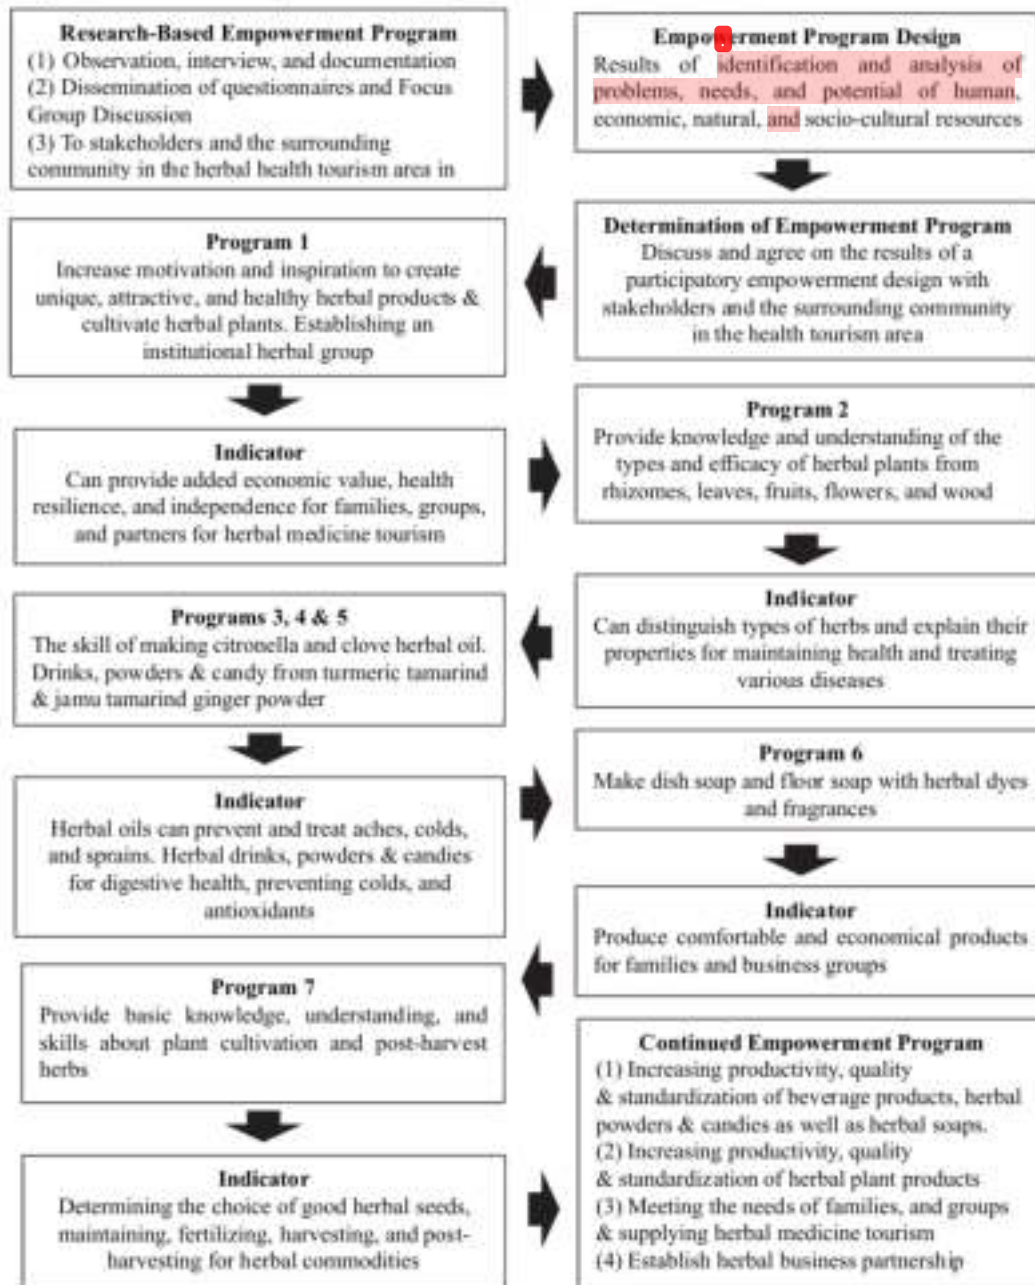 Research-Based Empowerment Program
(1) Observation, interview, and documentation
(2) Dissemination of questionnaires and Focus
Group Discussion
(3) To stakeholders and the surrounding
community in the herbal health tourism area in
Empowerment Program Design
Results of identification and analysis of
problems, needs, and potential of human,
economic, natural, and socio-cultural resources
Determination of Empowerment Program
Discuss and agree on the results of a
participatory empowerment design with
stakeholders and the surrounding community
in the health tourism area
Program 1
Increase motivation and inspiration to create
unique, attractive, and healthy herbal products &
cultivate herbal plants. Establishing an
institutional herbal group
Indicator
Can provide added economic value, health
resilience, and independence for families, groups,
and partners for herbal medicine tourism
Program 2
Provide knowledge and understanding of the
types and efficacy of herbal plants from
rhizomes, leaves, fruits, flowers, and wood
Indicator
Can distinguish types of herbs and explain their
properties for maintaining health and treating
various diseases
Programs 3, 4 & 5
The skill of making citronella and clove herbal oil.
Drinks, powders & candy from turmeric tamarind
& jamu tamarind ginger powder
Indicator
Herbal oils can prevent and treat aches, colds,
and sprains. Herbal drinks, powders & candies
for digestive health, preventing colds, and
antioxidants
Program 6
Make dish soap and floor soap with herbal dyes
and fragrances
Indicator
Produce comfortable and economical products
for families and business groups
Program 7
Provide basic knowledge, understanding, and
skills about plant cultivation and post-harvest
herbs
Indicator
Determining the choice of good herbal seeds,
maintaining, fertilizing, harvesting, and post-
harvesting for herbal commodities
Continued Empowerment Program
(1) Increasing productivity, quality
& standardization of beverage products, herbal
powders & candies as well as herbal soaps.
(2) Increasing productivity, quality
& standardization of herbal plant products
(3) Meeting the needs of families, and groups
& supplying herbal medicine tourism
(4) Establish herbal business partnership